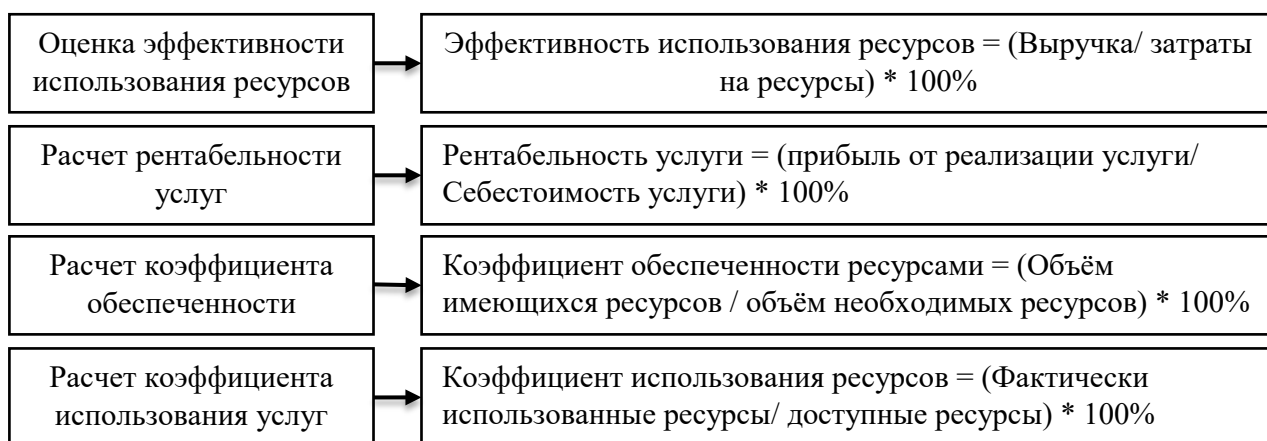 Оценка эффективности
использования ресурсов
Эффективность использования ресурсов = (Выручка/ затраты
на ресурсы) * 100%
Расчет рентабельности
услуг
Рентабельность услуги = (прибыль от реализации услуги/
Себестоимость услуги) * 100%
Расчет коэффициента
обеспеченности
Коэффициент обеспеченности ресурсами = (Объём
имеющихся ресурсов / объём необходимых ресурсов) * 100%
Расчет коэффициента
использования услуг
Коэффициент использования ресурсов = (Фактически
использованные ресурсы/ доступные ресурсы) * 100%